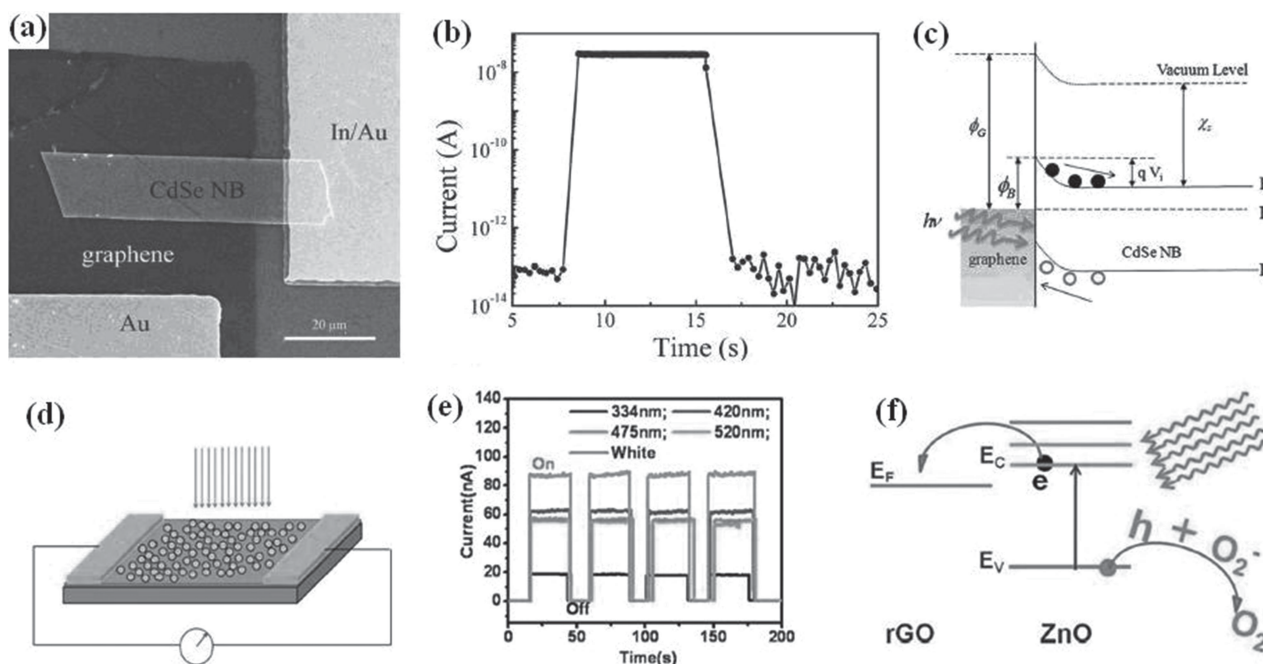 (a)
In/Au
CdSe NB
graphene
Au
20 μm
(b)
Current (A)
10⁻⁸
10⁻¹⁰
10⁻¹²
10⁻¹⁴
5 10 15 20 25
Time (s)
(c)
Vacuum Level
ϕG
χs
ϕB
q Vi
hν
graphene
CdSe NB
(d)
(e)
Current(nA)
140
120
100
80
60
40
20
0
334nm; 420nm;
475nm; 520nm;
White
On
Off
0 50 100 150 200
Time(s)
(f)
EF
EC
e
EV
h + O2-
O2
rGO ZnO